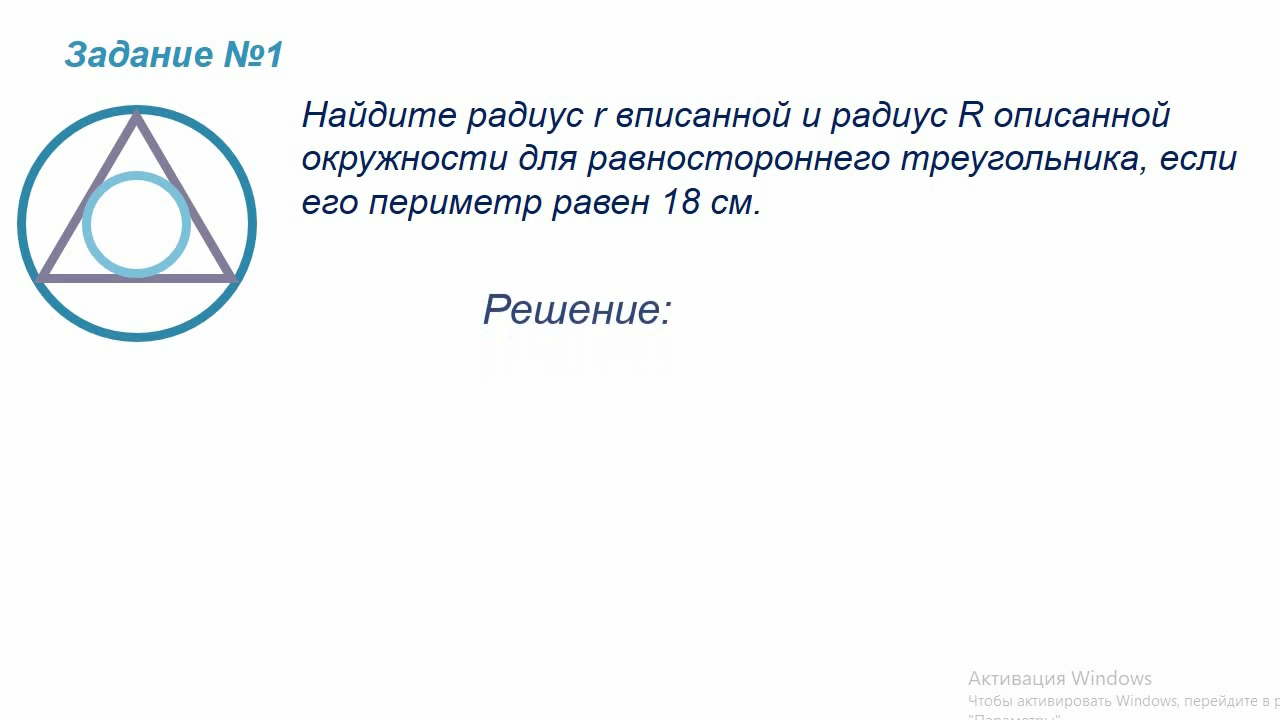 Задание №1
Найдите радиус r вписанной и радиус R описанной
окружности для равностороннего треугольника, если
его периметр равен 18 см.
Решение:
Активация Windows
Чтобы активировать Windows, перейдите в р
"Параметры"